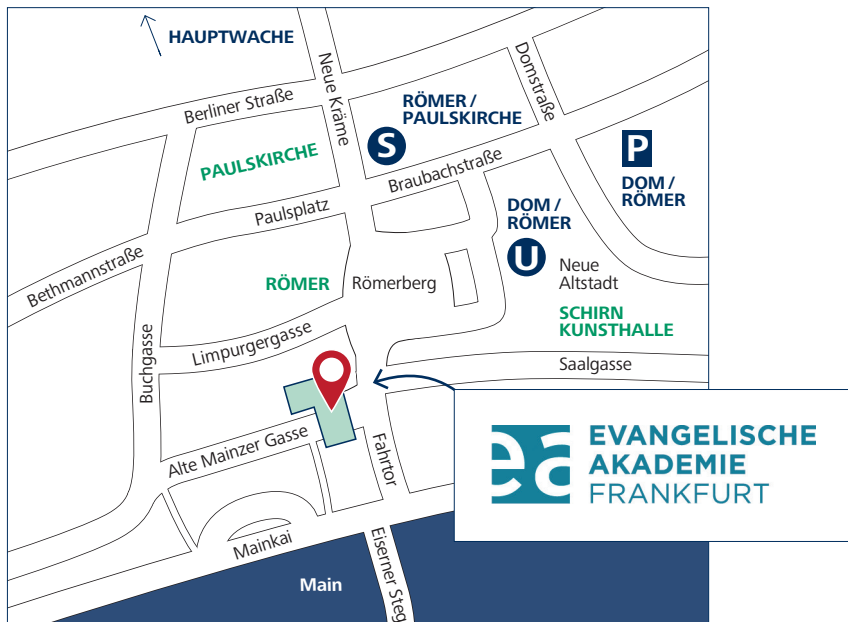 HAUPTWACHE
Neue Kräme
Domstraße
Berliner Straße
RÖMER /
PAULSKIRCHE
S
P
PAULSKIRCHE
Braubachstraße
DOM /
RÖMER
Paulsplatz
DOM /
RÖMER
U
Bethmannstraße
RÖMER
Römerberg
Neue
Altstadt
SCHIRN
KUNSTHALLE
Limpurgergasse
Buchgasse
Saalgasse
Alte Mainzer Gasse
Fahrtor
ea
EVANGELISCHE
AKADEMIE
FRANKFURT
Mainkai
Eiserner Steg
Main